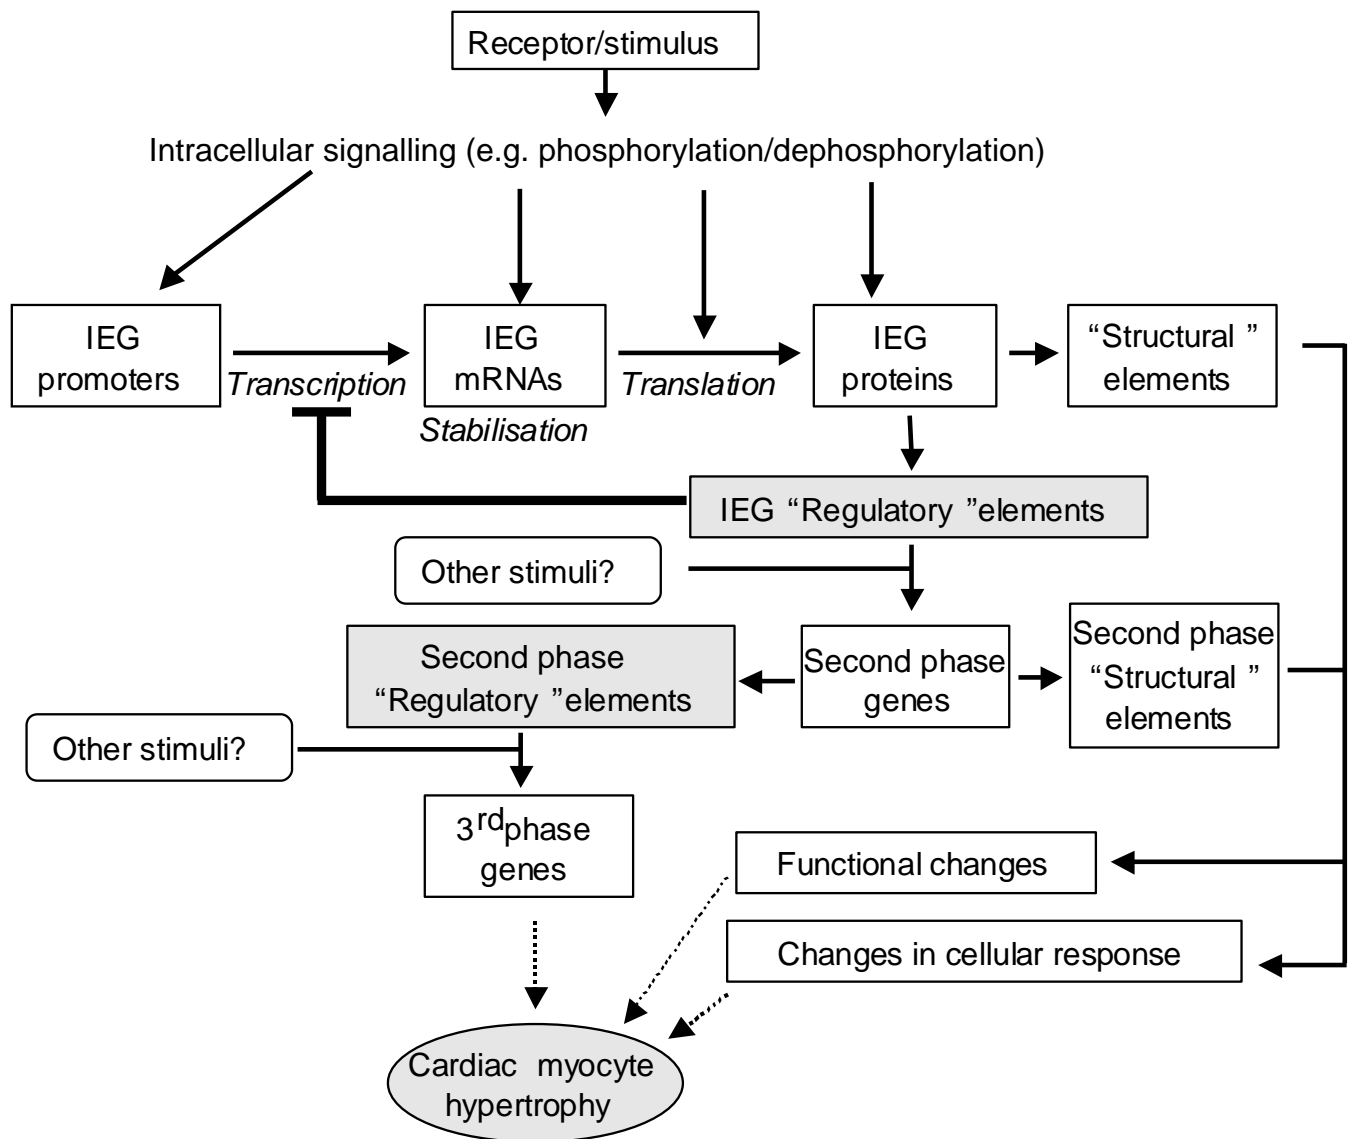 Receptor/stimulus
Intracellular signalling (e.g. phosphorylation/dephosphorylation)
IEG
promoters
Transcription
IEG
mRNAs
Stabilisation
Translation
IEG
proteins
“Structural ”
elements
IEG “Regulatory ”elements
Other stimuli?
Second phase
“Regulatory ”elements
Second phase
genes
Second phase
“Structural ”
elements
Other stimuli?
3rdphase
genes
Functional changes
Changes in cellular response
Cardiac myocyte
hypertrophy